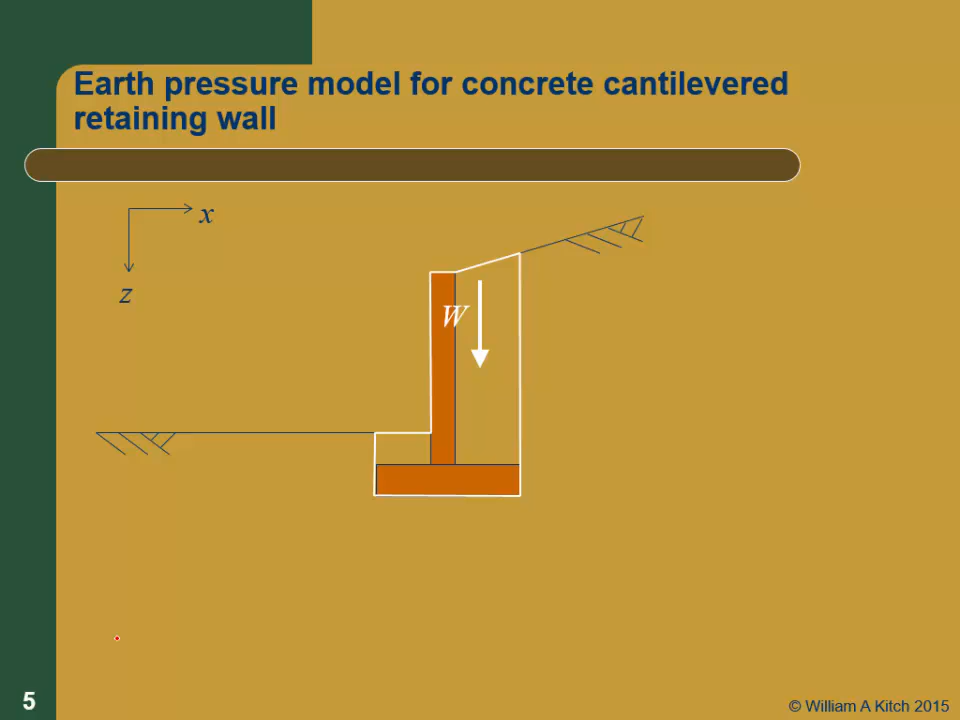 Earth pressure model for concrete cantilevered
retaining wall
x
z
W
5
© William A Kitch 2015